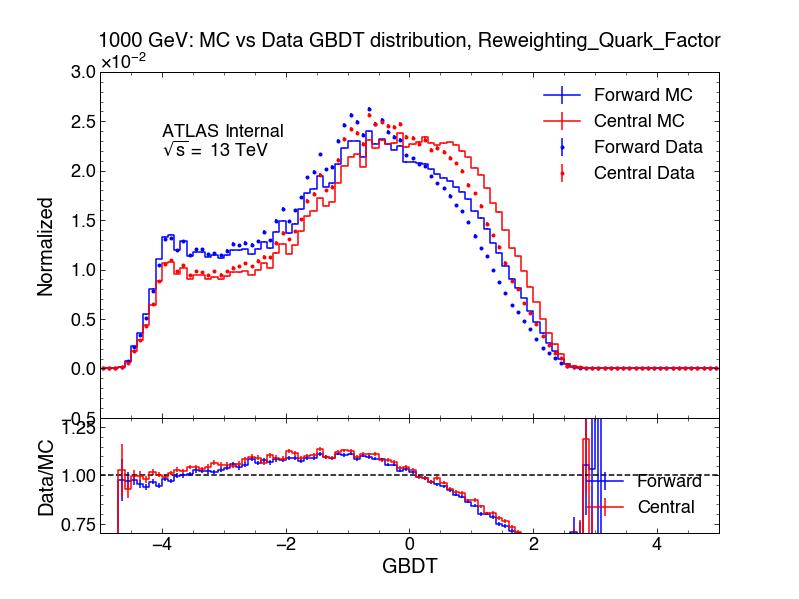 1000 GeV: MC vs Data GBDT distribution, Reweighting_Quark_Factor
×10⁻²
3.0
2.5
2.0
1.5
1.0
0.5
0.0
−0.5
Normalized
ATLAS Internal
√s = 13 TeV
Forward MC
Central MC
Forward Data
Central Data
1.25
1.00
0.75
Data/MC
Forward
Central
−4 −2 0 2 4
GBDT